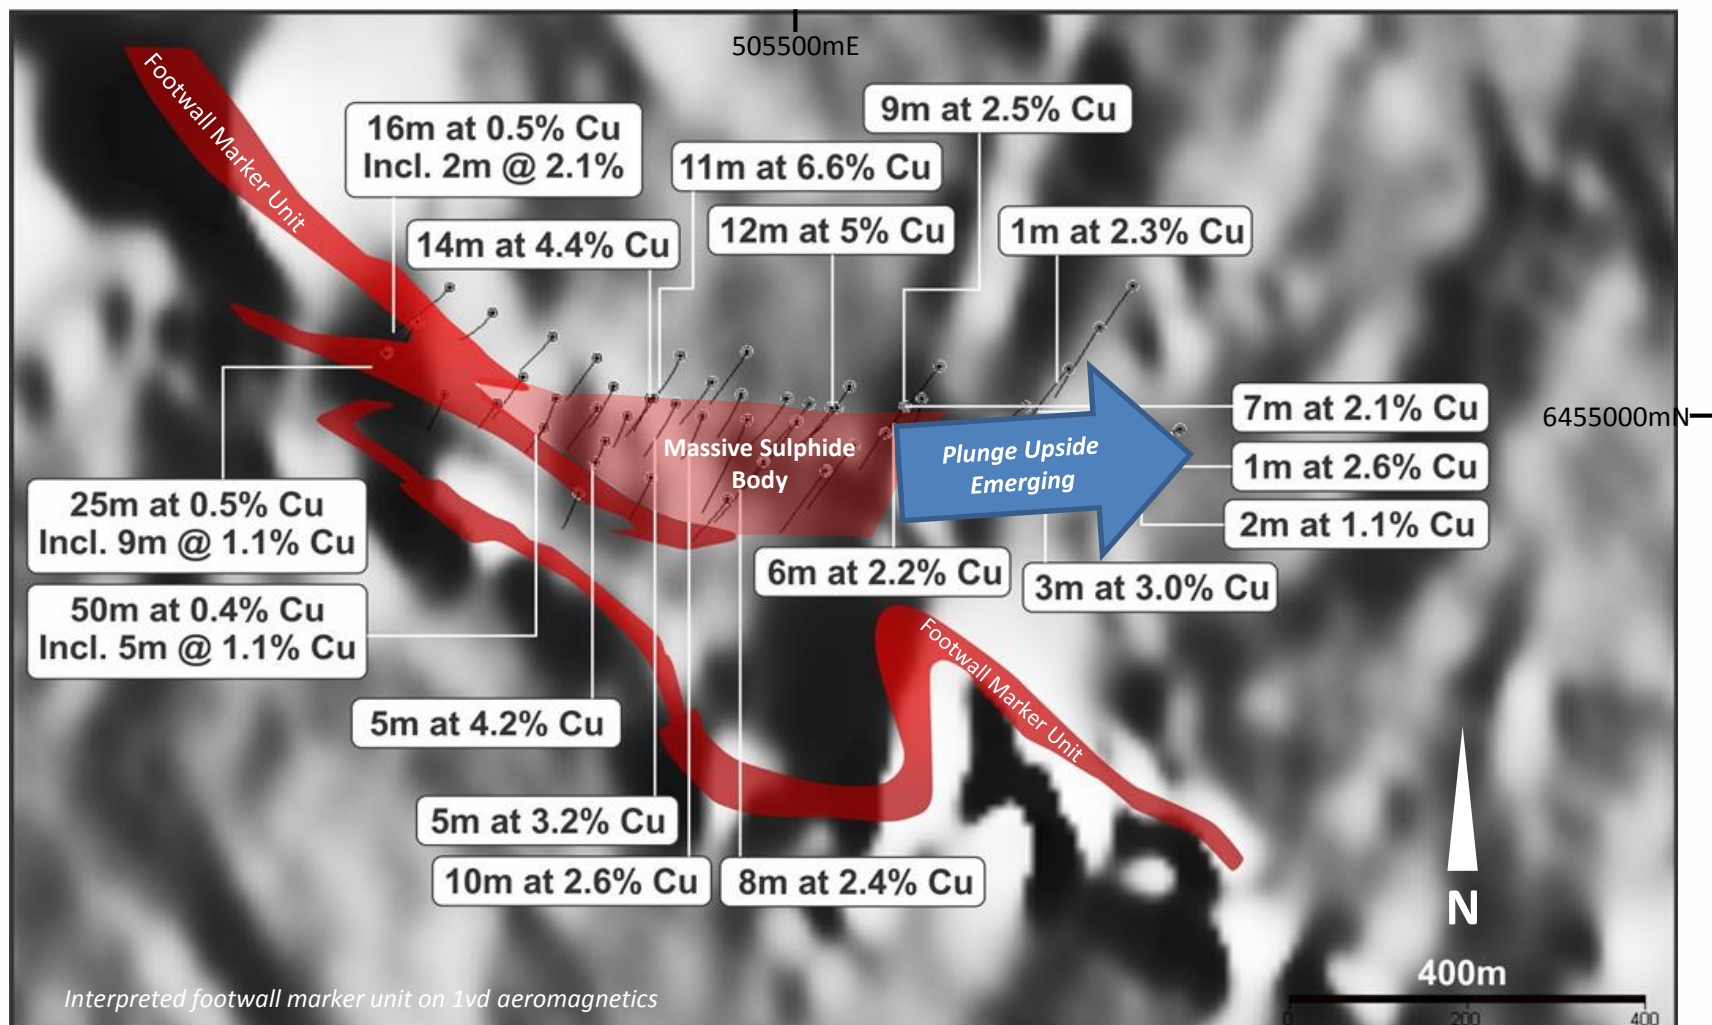 505500mE
Footwall Marker Unit
16m at 0.5% Cu
Incl. 2m @ 2.1%
9m at 2.5% Cu
11m at 6.6% Cu
14m at 4.4% Cu
12m at 5% Cu
1m at 2.3% Cu
7m at 2.1% Cu
6455000mN
Massive Sulphide
Body
Plunge Upside
Emerging
1m at 2.6% Cu
2m at 1.1% Cu
25m at 0.5% Cu
Incl. 9m @ 1.1% Cu
6m at 2.2% Cu
3m at 3.0% Cu
50m at 0.4% Cu
Incl. 5m @ 1.1% Cu
Footwall Marker Unit
5m at 4.2% Cu
5m at 3.2% Cu
10m at 2.6% Cu
8m at 2.4% Cu
N
400m
Interpreted footwall marker unit on 1vd aeromagnetics
0 200 400